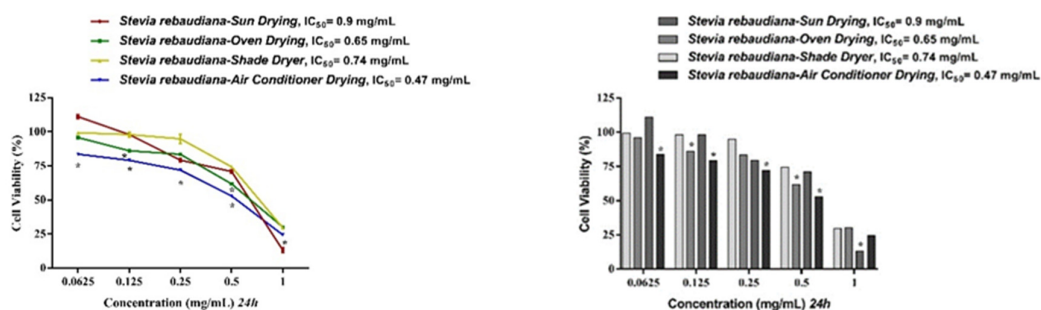 Stevia rebaudiana-Sun Drying, IC50= 0.9 mg/mL
Stevia rebaudiana-Oven Drying, IC50= 0.65 mg/mL
Stevia rebaudiana-Shade Dryer, IC50= 0.74 mg/mL
Stevia rebaudiana-Air Conditioner Drying, IC50= 0.47 mg/mL
125
100
75
50
25
0
Cell Viability (%)
* * * * * * *
0.0625 0.125 0.25 0.5 1
Concentration (mg/mL) 24h
Stevia rebaudiana-Sun Drying, IC50= 0.9 mg/mL
Stevia rebaudiana-Oven Drying, IC50= 0.65 mg/mL
Stevia rebaudiana-Shade Dryer, IC50= 0.74 mg/mL
Stevia rebaudiana-Air Conditioner Drying, IC50= 0.47 mg/mL
125
100
75
50
25
0
Cell Viability (%)
* * * * * * *
0.0625 0.125 0.25 0.5 1
Concentration (mg/mL) 24h